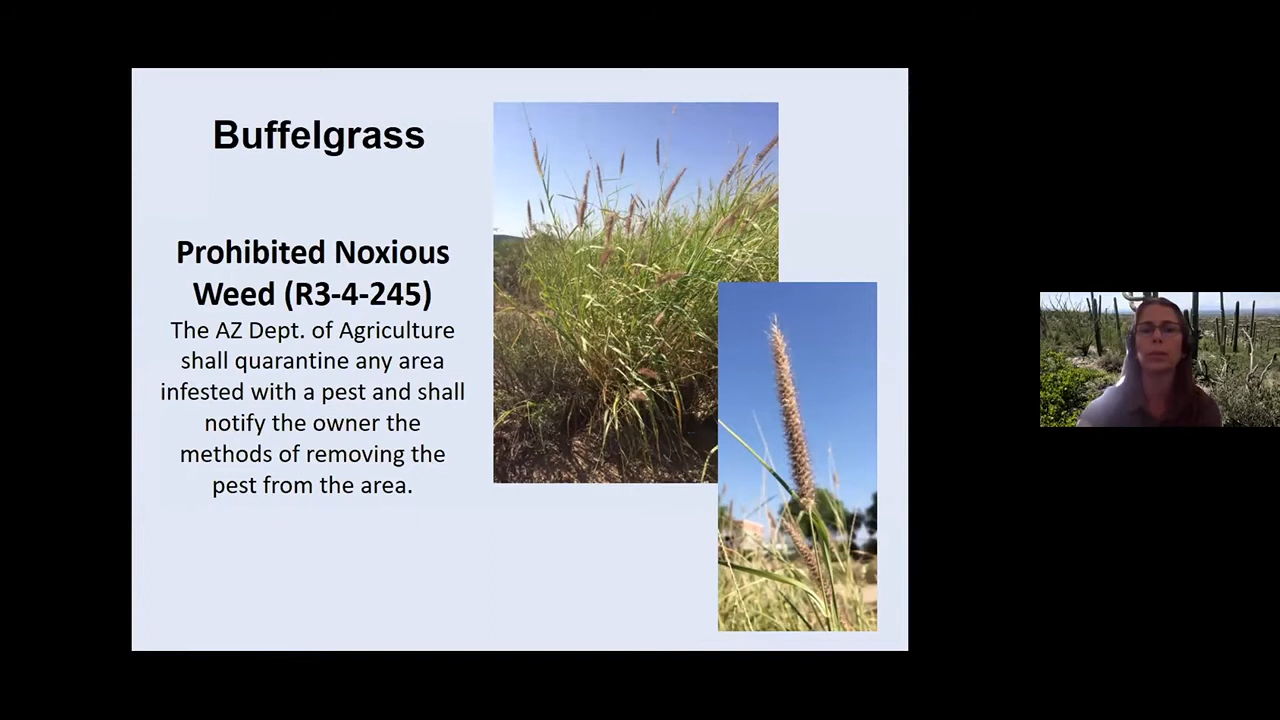 Buffelgrass
Prohibited Noxious
Weed (R3-4-245)
The AZ Dept. of Agriculture
shall quarantine any area
infested with a pest and shall
notify the owner the
methods of removing the
pest from the area.